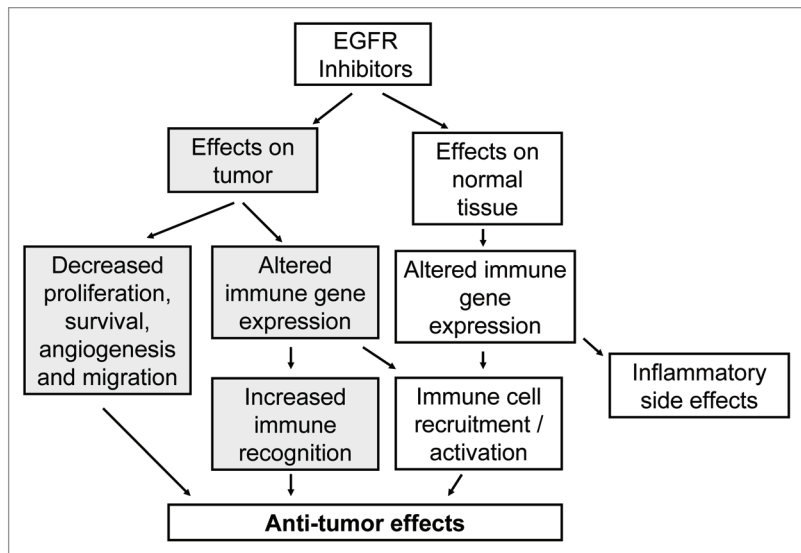 EGFR
Inhibitors
Effects on
tumor
Effects on
normal
tissue
Decreased
proliferation,
survival,
angiogenesis
and migration
Altered
immune gene
expression
Altered immune
gene
expression
Inflammatory
side effects
Increased
immune
recognition
Immune cell
recruitment /
activation
Anti-tumor effects